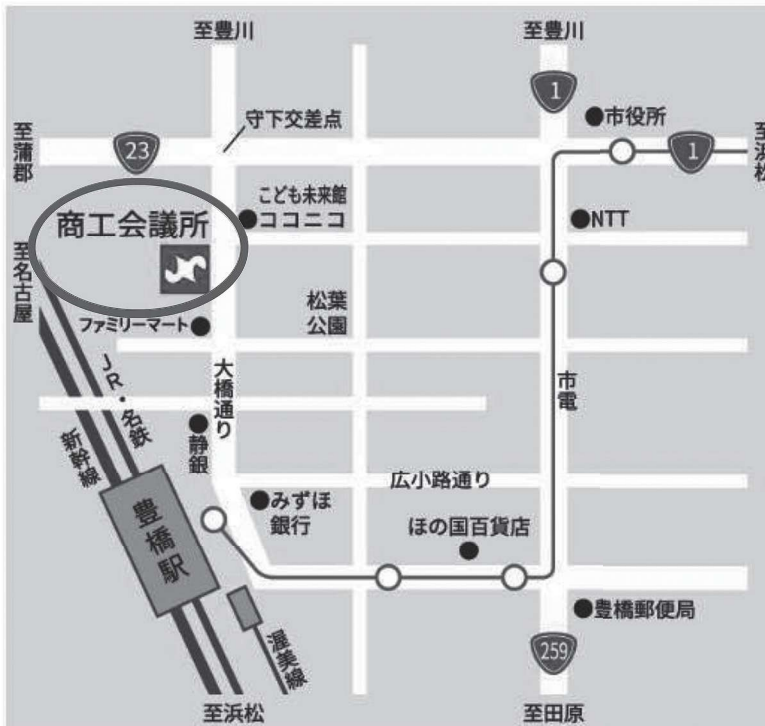 至豊川
至豊川
1
市役所
守下交差点
至蒲郡
23
1
至浜松
こども未来館
ココニコ
商工会議所
NTT
至名古屋
松葉
公園
ファミリーマート
JR・名鉄
大橋通り
市電
新幹線
静銀
広小路通り
みずほ
銀行
ほの国百貨店
豊橋駅
豊橋郵便局
渥美線
259
至浜松
至田原